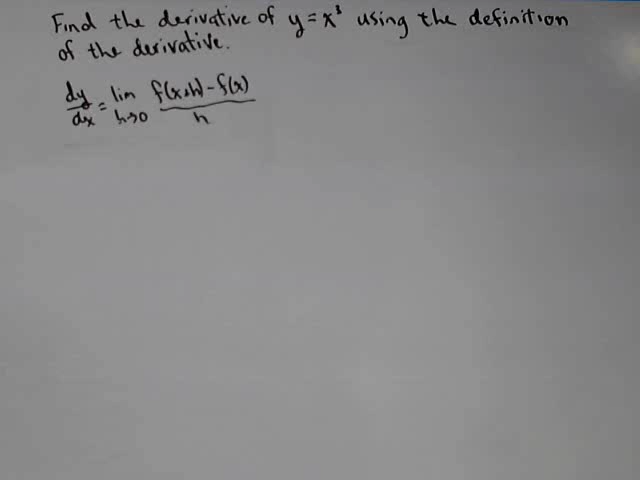 Find the derivative of y = x³ using the definition
of the derivative.
dy/dx = lim h→0 f(x+h) - f(x) / h